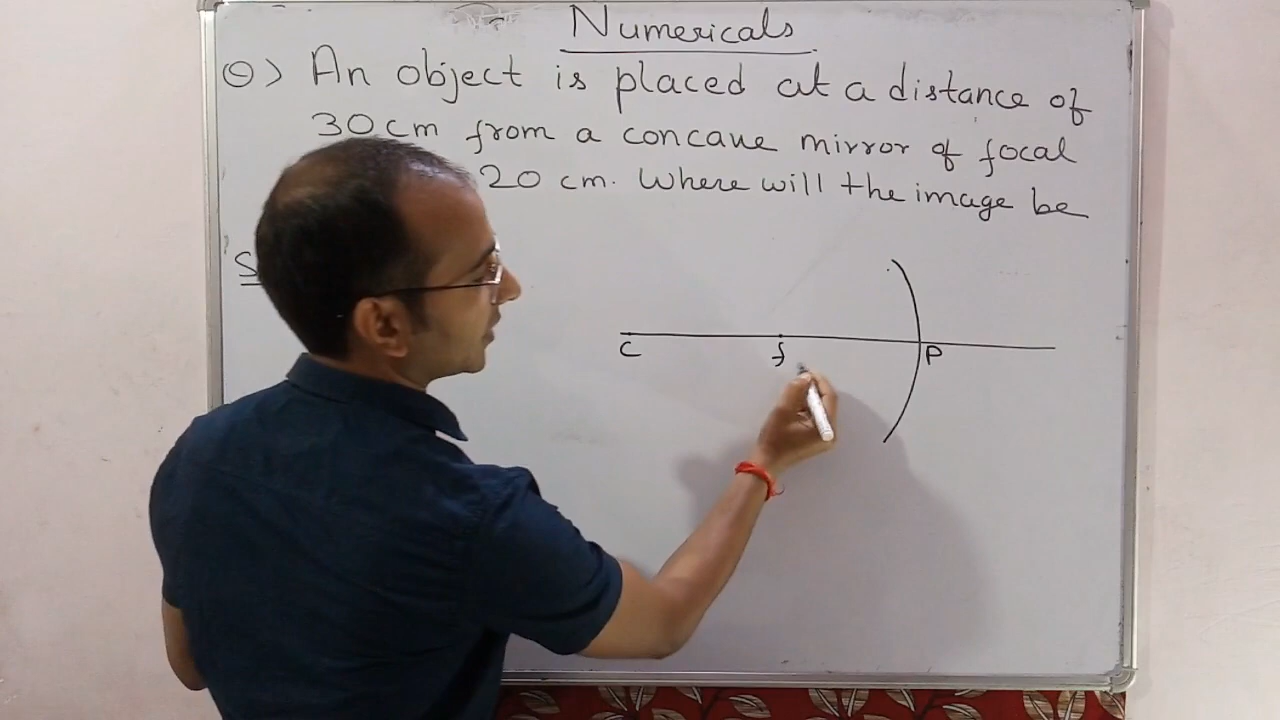 Numericals
Q> An object is placed at a distance of
30 cm from a concave mirror of focal
20 cm. Where will the image be
S
C f P